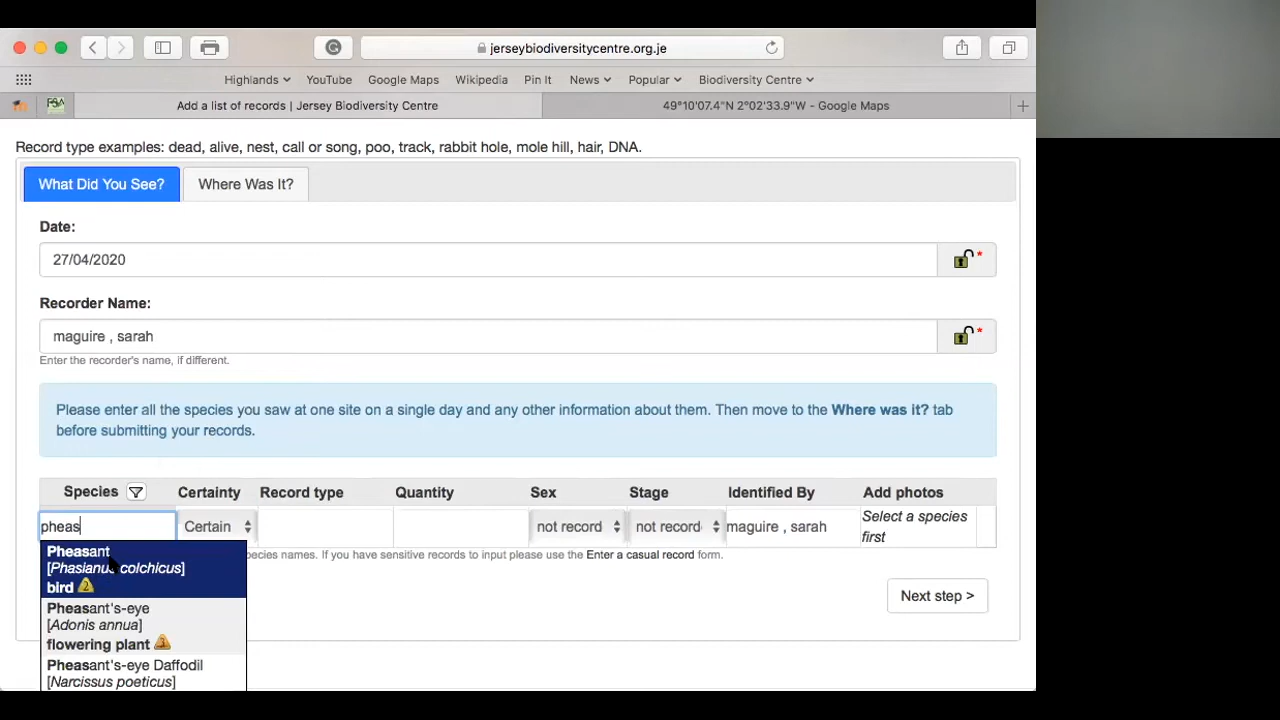 jerseybiodiversitycentre.org.je
Highlands YouTube Google Maps Wikipedia Pin It News Popular Biodiversity Centre
Add a list of records | Jersey Biodiversity Centre
49°10'07.4"N 2°02'33.9"W - Google Maps
Record type examples: dead, alive, nest, call or song, poo, track, rabbit hole, mole hill, hair, DNA.
What Did You See? Where Was It?
Date:
27/04/2020
*
Recorder Name:
maguire , sarah
*
Enter the recorder's name, if different.
Please enter all the species you saw at one site on a single day and any other information about them. Then move to the Where was it? tab
before submitting your records.
Species Certainty Record type Quantity Sex Stage Identified By Add photos
pheas Certain not record not record maguire , sarah Select a species
first
species names. If you have sensitive records to input please use the Enter a casual record form.
Pheasant
[Phasianus colchicus]
bird 2
Next step >
Pheasant's-eye
[Adonis annua]
flowering plant 3
Pheasant's-eye Daffodil
[Narcissus poeticus]